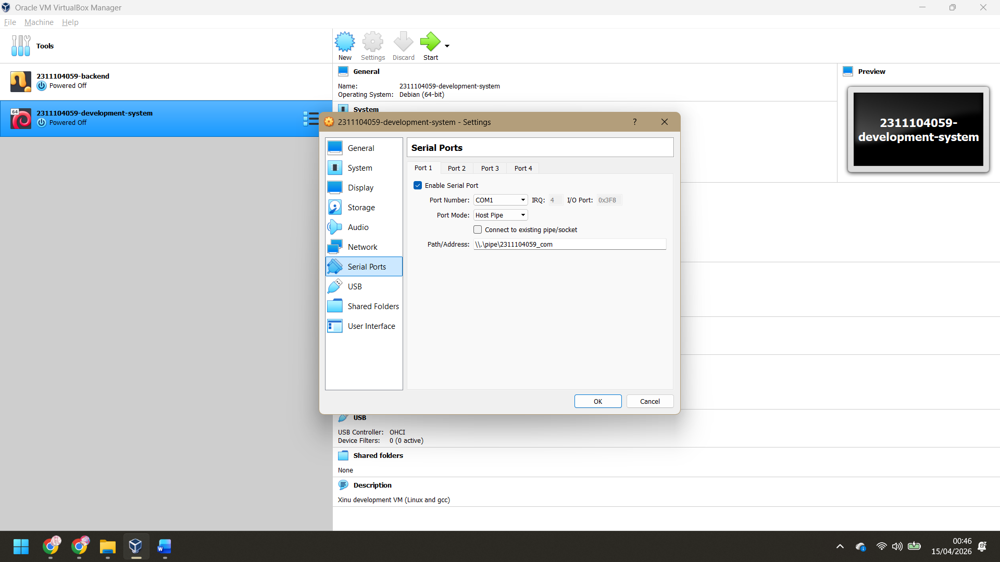 Oracle VM VirtualBox Manager
File Machine Help
Tools
2311104059-backend
Powered Off
64
2311104059-development-system
Powered Off
New Settings Discard Start
General
Name: 2311104059-development-system
Operating System: Debian (64-bit)
System
Preview
2311104059-
development-system
2311104059-development-system - Settings
?
General
System
Display
Storage
Audio
Network
Serial Ports
USB
Shared Folders
User Interface
Serial Ports
Port 1 Port 2 Port 3 Port 4
Enable Serial Port
Port Number: COM1 IRQ: 4 I/O Port: 0x3F8
Port Mode: Host Pipe
Connect to existing pipe/socket
Path/Address: \\.\pipe\2311104059_com
OK Cancel
USB
USB Controller: OHCI
Device Filters: 0 (0 active)
Shared folders
None
Description
Xinu development VM (Linux and gcc)
00:46
15/04/2026